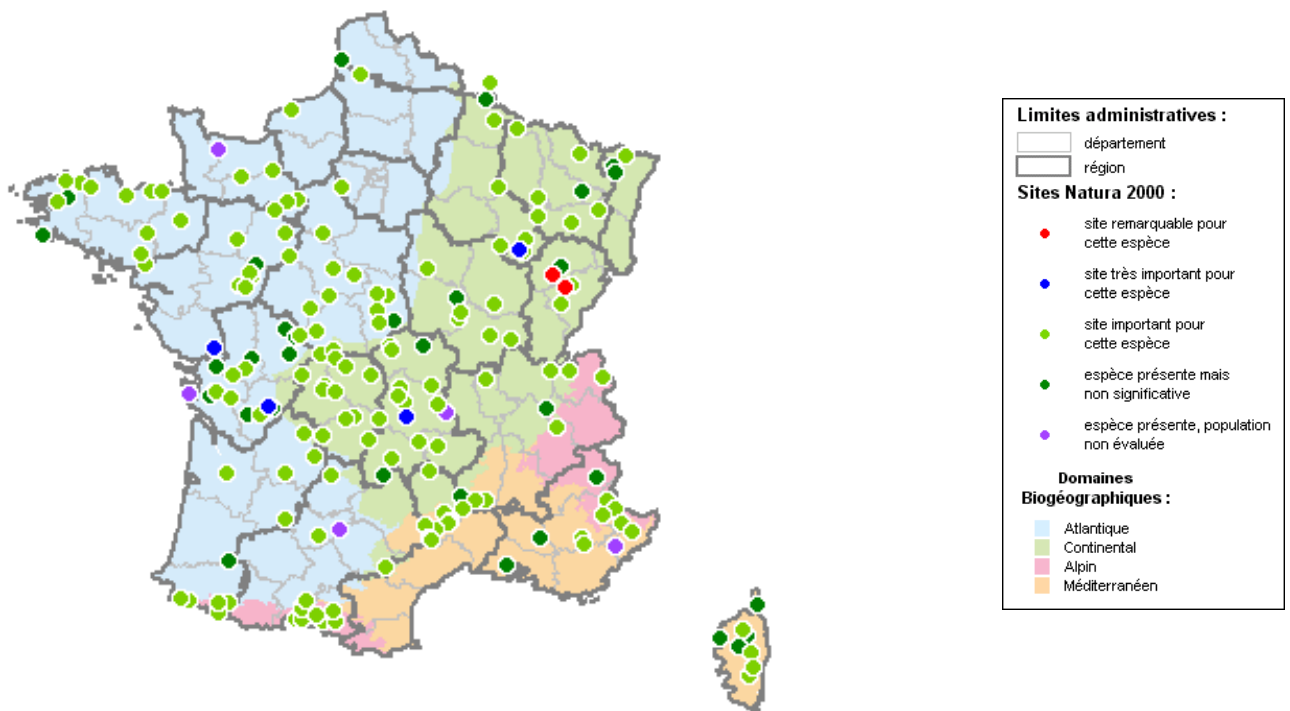 Limites administratives :
département
région
Sites Natura 2000 :
site remarquable pour
cette espèce
site très important pour
cette espèce
site important pour
cette espèce
espèce présente mais
non significative
espèce présente, population
non évaluée
Domaines
Biogéographiques :
Atlantique
Continental
Alpin
Méditerranéen